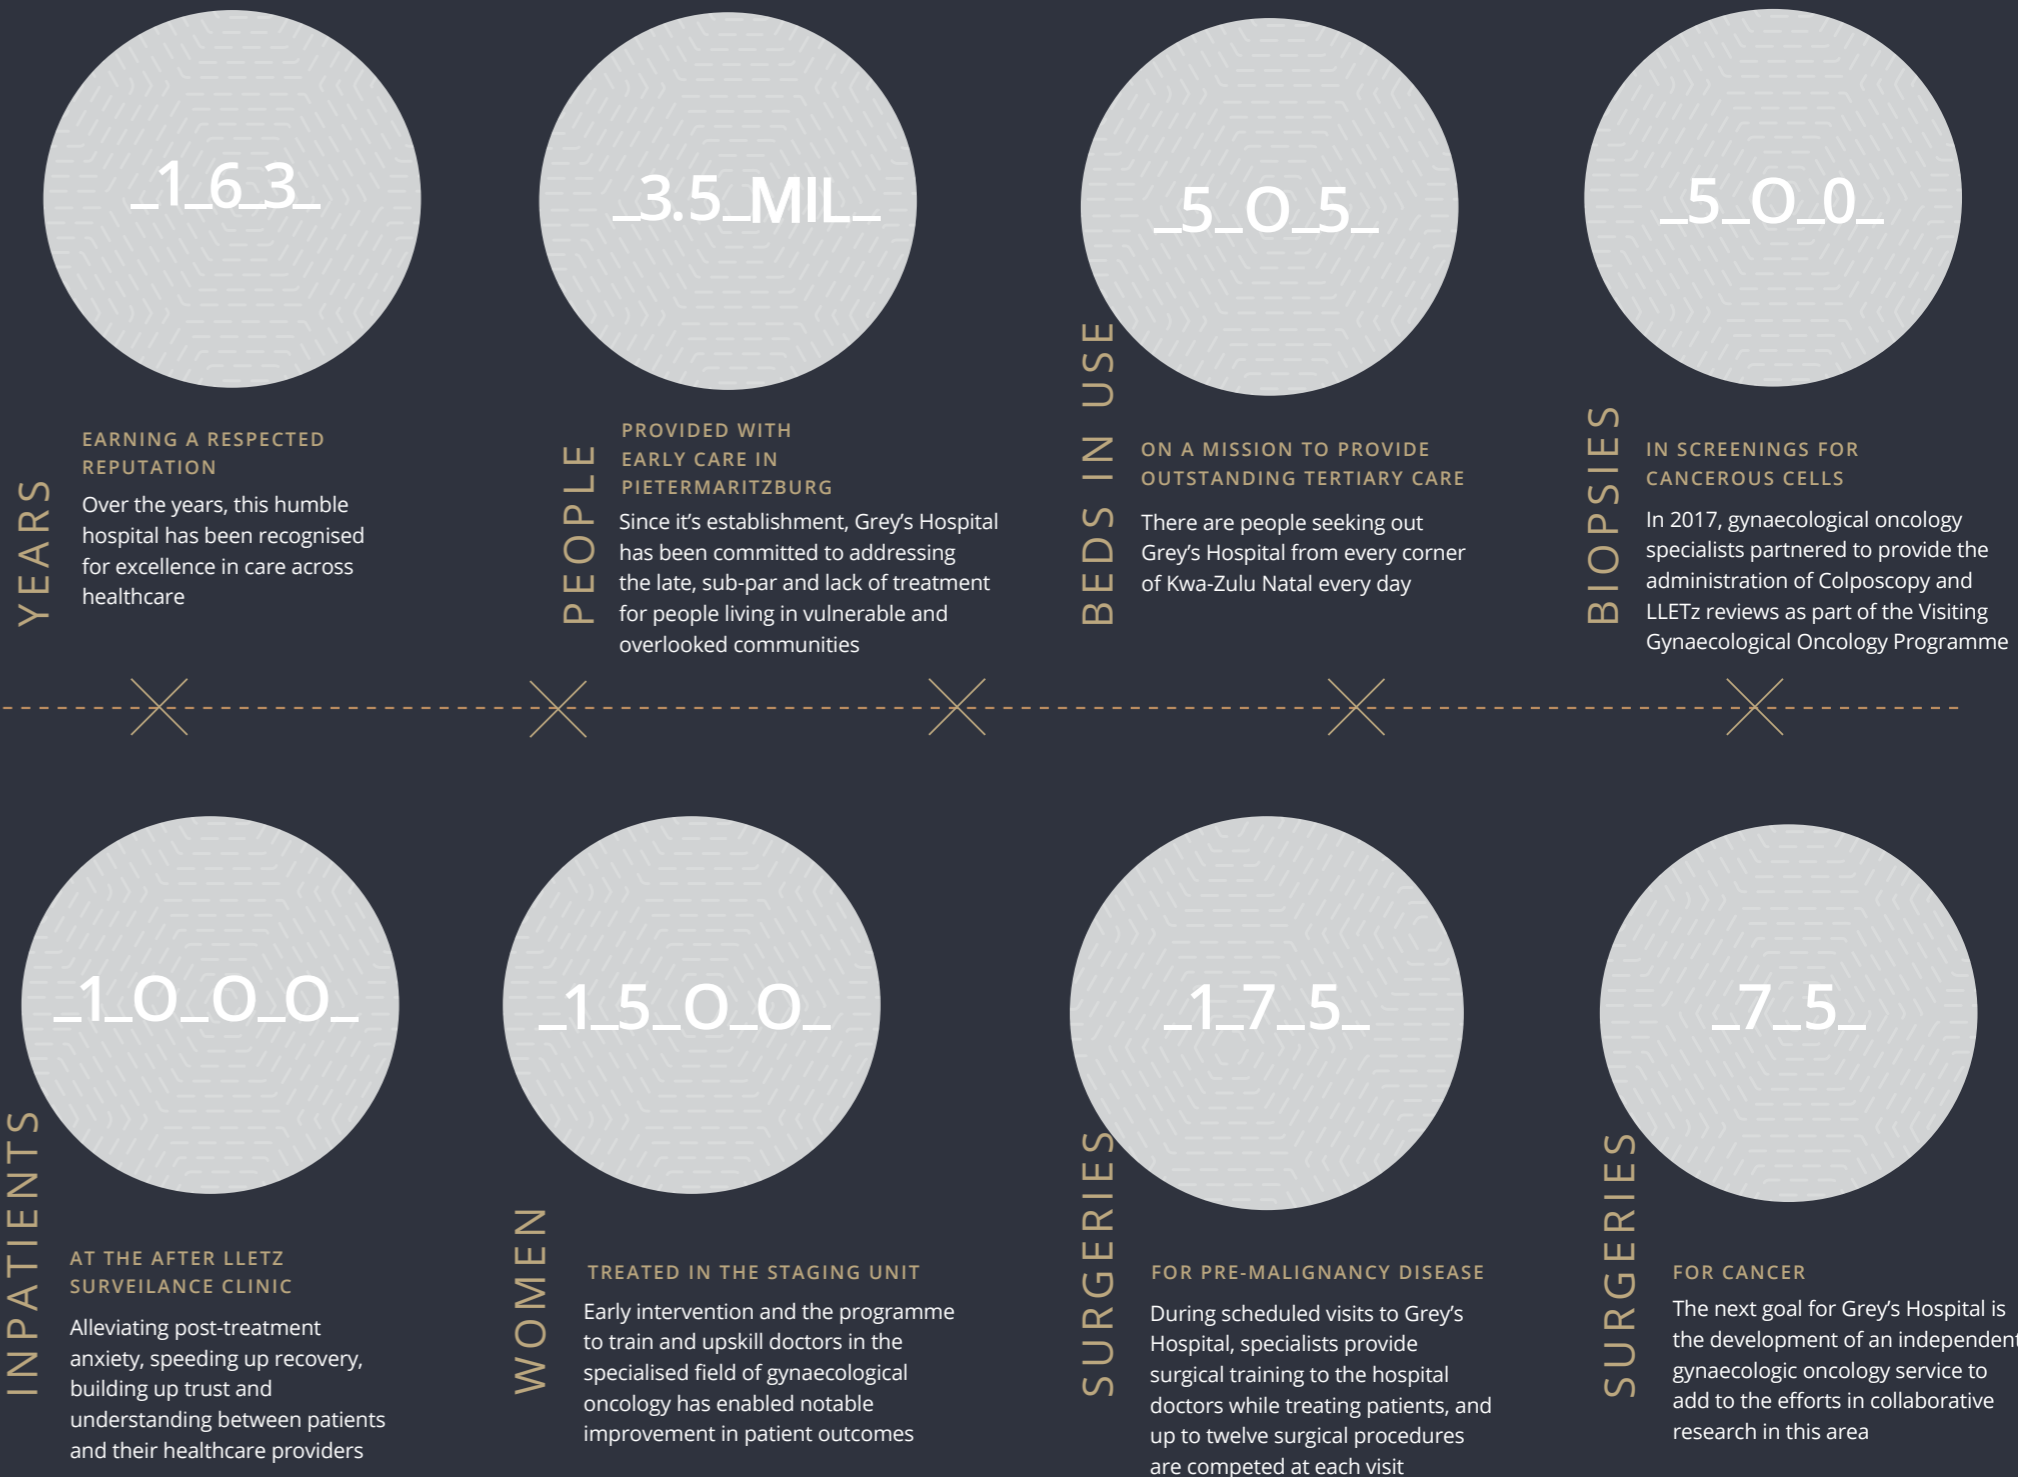 _1_6_3_
YEARS
EARNING A RESPECTED
REPUTATION
Over the years, this humble
hospital has been recognised
for excellence in care across
healthcare
_3.5_MIL_
PEOPLE
PROVIDED WITH
EARLY CARE IN
PIETERMARITZBURG
Since it’s establishment, Grey’s Hospital
has been committed to addressing
the late, sub-par and lack of treatment
for people living in vulnerable and
overlooked communities
_5_O_5_
BEDS IN USE
ON A MISSION TO PROVIDE
OUTSTANDING TERTIARY CARE
There are people seeking out
Grey’s Hospital from every corner
of Kwa-Zulu Natal every day
_5_O_0_
BIOPSIES
IN SCREENINGS FOR
CANCEROUS CELLS
In 2017, gynaecological oncology
specialists partnered to provide the
administration of Colposcopy and
LLETz reviews as part of the Visiting
Gynaecological Oncology Programme
_1_O_O_O_
INPATIENTS
AT THE AFTER LLETZ
SURVEILANCE CLINIC
Alleviating post-treatment
anxiety, speeding up recovery,
building up trust and
understanding between patients
and their healthcare providers
_1_5_O_O_
WOMEN
TREATED IN THE STAGING UNIT
Early intervention and the programme
to train and upskill doctors in the
specialised field of gynaecological
oncology has enabled notable
improvement in patient outcomes
_1_7_5_
SURGERIES
FOR PRE-MALIGNANCY DISEASE
During scheduled visits to Grey’s
Hospital, specialists provide
surgical training to the hospital
doctors while treating patients, and
up to twelve surgical procedures
are competed at each visit
_7_5_
SURGERIES
FOR CANCER
The next goal for Grey’s Hospital is
the development of an independent
gynaecologic oncology service to
add to the efforts in collaborative
research in this area